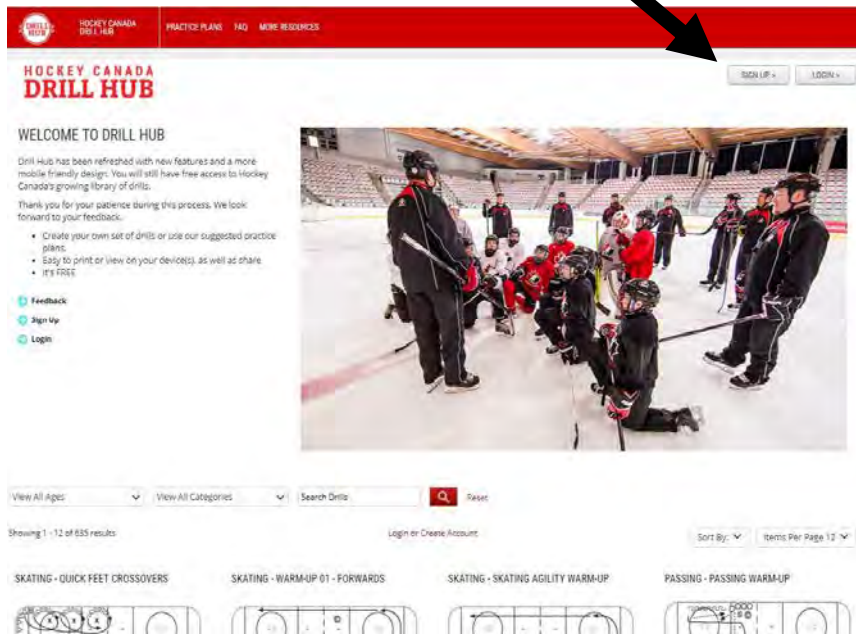 DRILL HUB
HOCKEY CANADA
DRILL HUB
PRACTICE PLANS FAQ MORE RESOURCES
HOCKEY CANADA
DRILL HUB
SIGN UP » LOGIN »
WELCOME TO DRILL HUB
Drill Hub has been refreshed with new features and a more
mobile friendly design. You will still have free access to Hockey
Canada's growing library of drills.
Thank you for your patience during this process. We look
forward to your feedback.
• Create your own set of drills or use our suggested practice
plans.
• Easy to print or view on your device(s), as well as share
• It's FREE
Feedback
Sign Up
Login
View All Ages View All Categories Search Drills Reset
Showing 1 - 12 of 635 results Login or Create Account Sort By: Items Per Page 12
SKATING - QUICK FEET CROSSOVERS SKATING - WARM-UP 01 - FORWARDS SKATING - SKATING AGILITY WARM-UP PASSING - PASSING WARM-UP